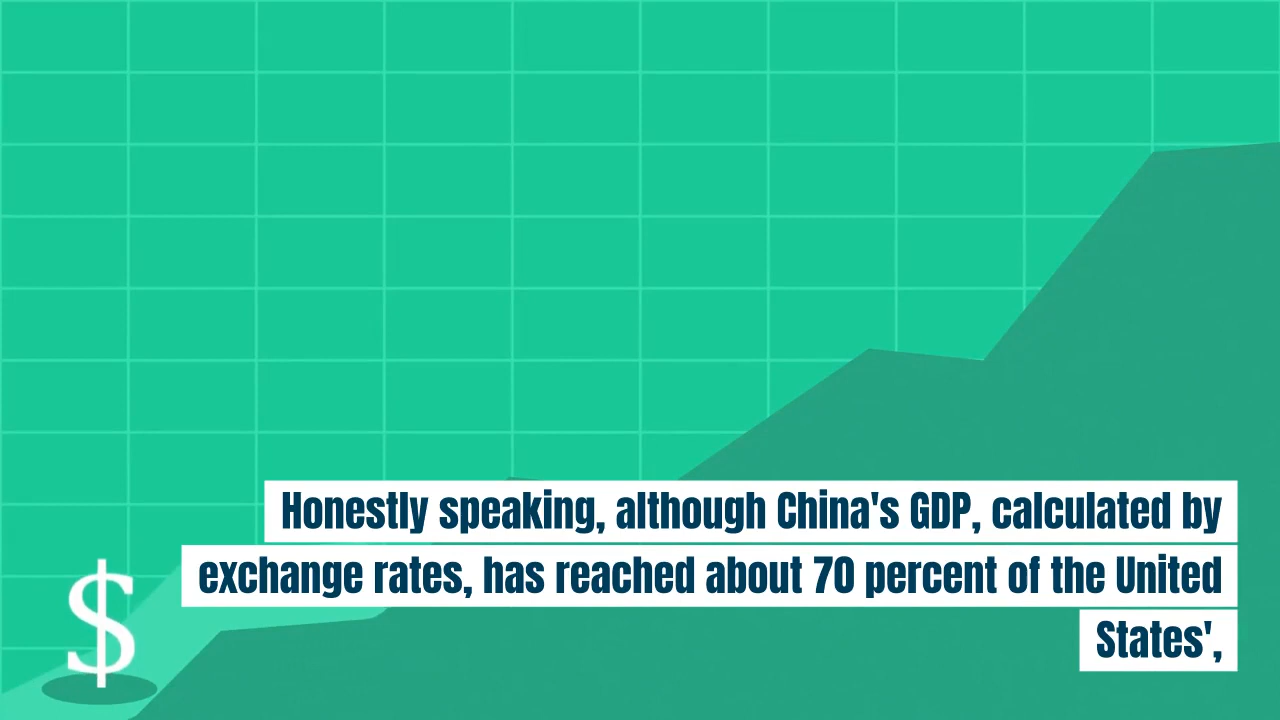 Honestly speaking, although China's GDP, calculated by
exchange rates, has reached about 70 percent of the United
States',
$